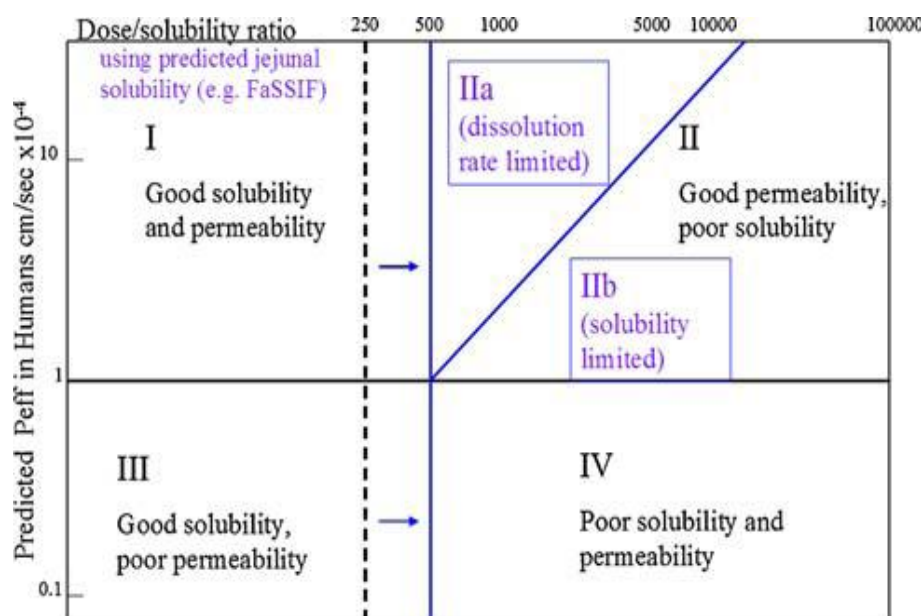 Dose/solubility ratio
250 500 1000 5000 10000 100000
using predicted jejunal
solubility (e.g. FaSSIF)
IIa
(dissolution
rate limited)
I
II
10
Good solubility
and permeability
Good permeability,
poor solubility
IIb
(solubility
limited)
1
Predicted Peff in Humans cm/sec x10-4
III
IV
Good solubility,
poor permeability
Poor solubility and
permeability
0.1